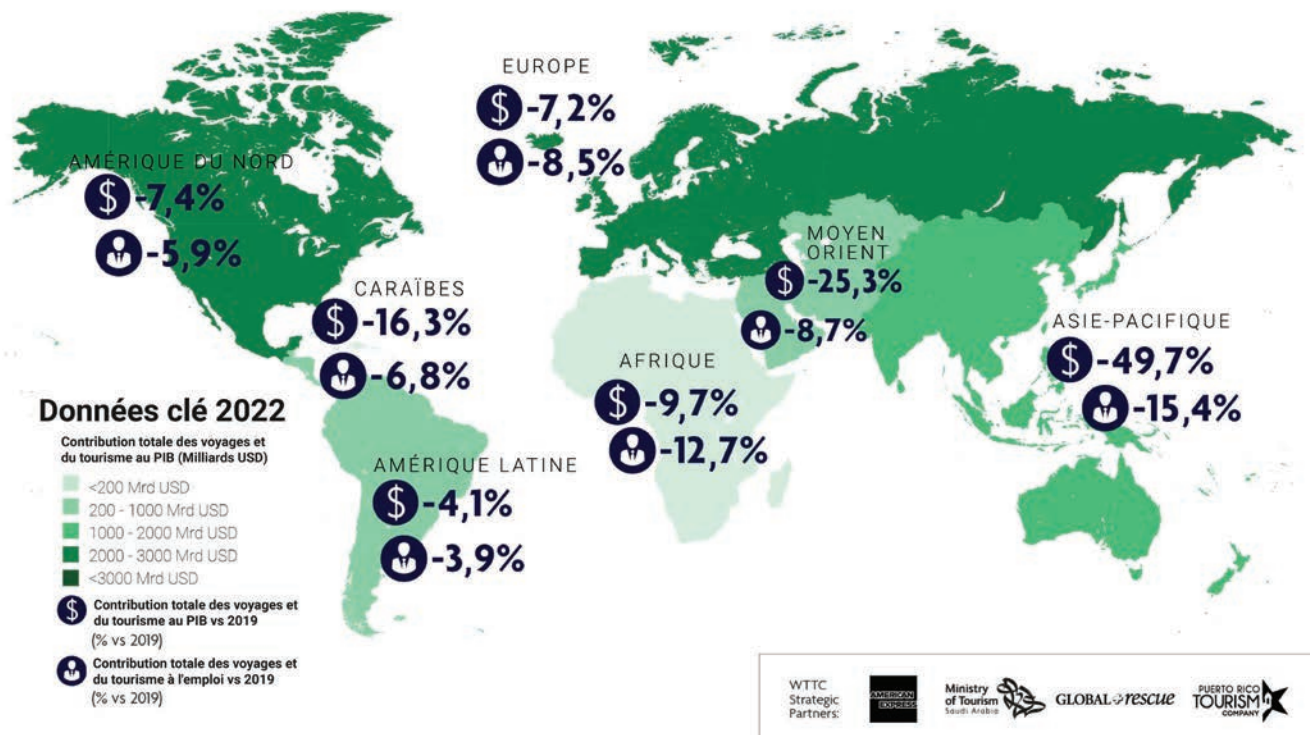 EUROPE
-7,2%
-8,5%
AMÉRIQUE DU NORD
-7,4%
-5,9%
MOYEN
ORIENT
-25,3%
-8,7%
CARAÏBES
-16,3%
-6,8%
ASIE-PACIFIQUE
-49,7%
-15,4%
AFRIQUE
-9,7%
-12,7%
AMÉRIQUE LATINE
-4,1%
-3,9%
Données clé 2022
Contribution totale des voyages et
du tourisme au PIB (Milliards USD)
<200 Mrd USD
200 - 1000 Mrd USD
1000 - 2000 Mrd USD
2000 - 3000 Mrd USD
<3000 Mrd USD
Contribution totale des voyages et
du tourisme au PIB vs 2019
(% vs 2019)
Contribution totale des voyages et
du tourisme à l'emploi vs 2019
(% vs 2019)
WTTC
Strategic
Partners:
AMERICAN
EXPRESS
Ministry
of Tourism
Saudi Arabia
GLOBAL rescue
PUERTO RICO
TOURISM
COMPANY